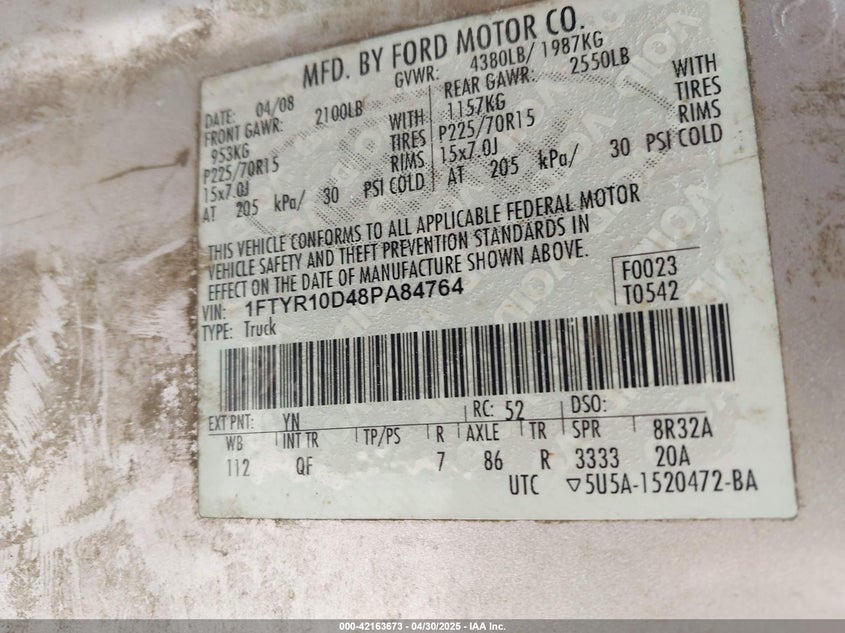 MFD. BY FORD MOTOR CO.
DATE: 04/08 GVWR: 4380LB/ 1987KG
FRONT GAWR: 2100LB REAR GAWR: 2550LB
953KG WITH 1157KG WITH
P225/70R15 TIRES P225/70R15 TIRES
15x7.0J RIMS 15x7.0J RIMS
AT 205 kPa/ 30 PSI COLD AT 205 kPa/ 30 PSI COLD
THIS VEHICLE CONFORMS TO ALL APPLICABLE FEDERAL MOTOR
VEHICLE SAFETY AND THEFT PREVENTION STANDARDS IN
EFFECT ON THE DATE OF MANUFACTURE SHOWN ABOVE.
VIN: 1FTYR10D48PA84764
F0023
TYPE: Truck
T0542
EXT PNT: YN RC: 52 DSO:
WB INT TR TP/PS R AXLE TR SPR 8R32A
112 QF 7 86 R 3333 20A
UTC ▽5U5A-1520472-BA
000-42163673 - 04/30/2025 - IAA Inc.